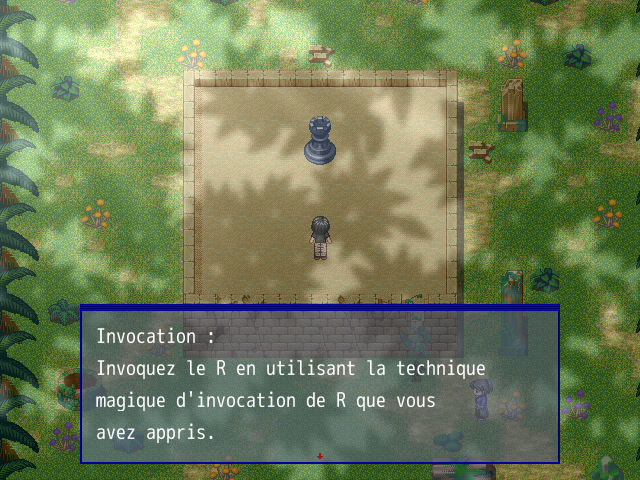 Invocation :
Invoquez le R en utilisant la technique
magique d'invocation de R que vous
avez appris.